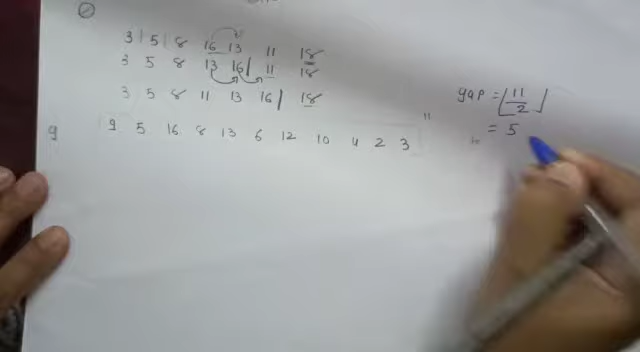 3 | 5 | 8 16 13 11 18
3 5 8 13 16 | 11 18
3 5 8 11 13 16 | 18
9 9 5 16 8 13 6 12 10 4 2 3
11
gap = ⌊11/2⌋
= 5